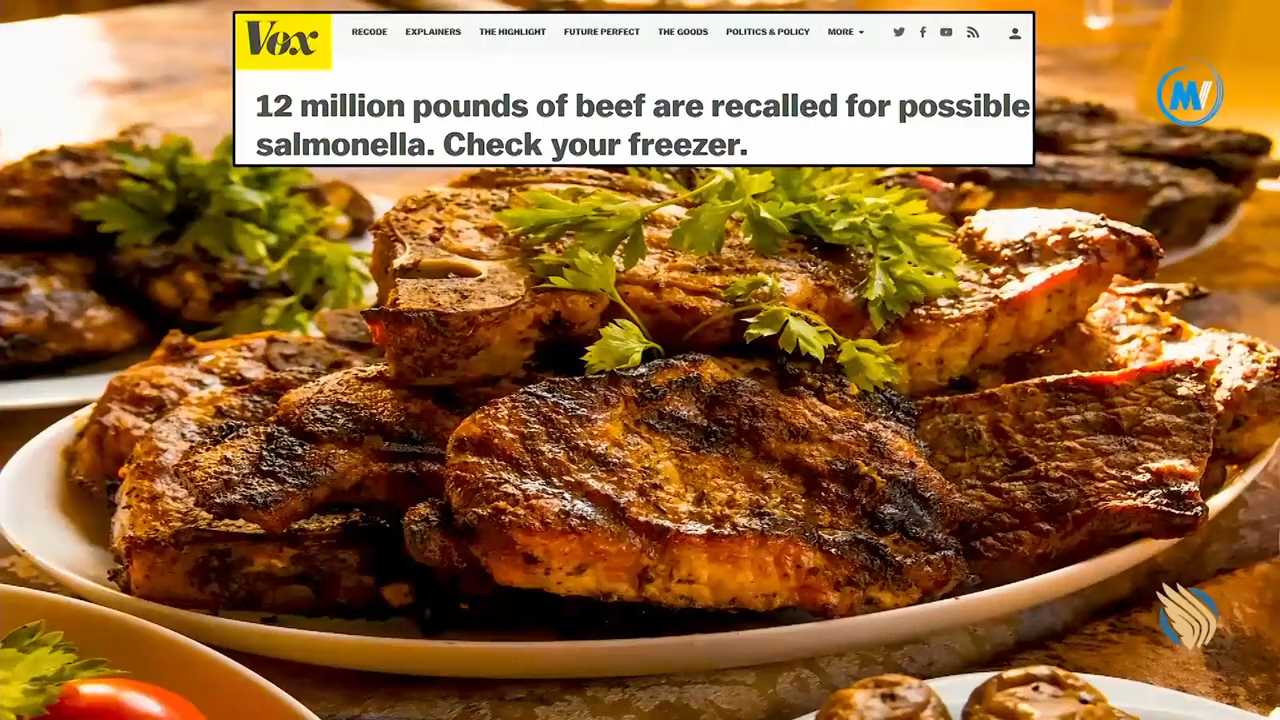 Vox
RECODE EXPLAINERS THE HIGHLIGHT FUTURE PERFECT THE GOODS POLITICS & POLICY MORE
12 million pounds of beef are recalled for possible
salmonella. Check your freezer.
MV